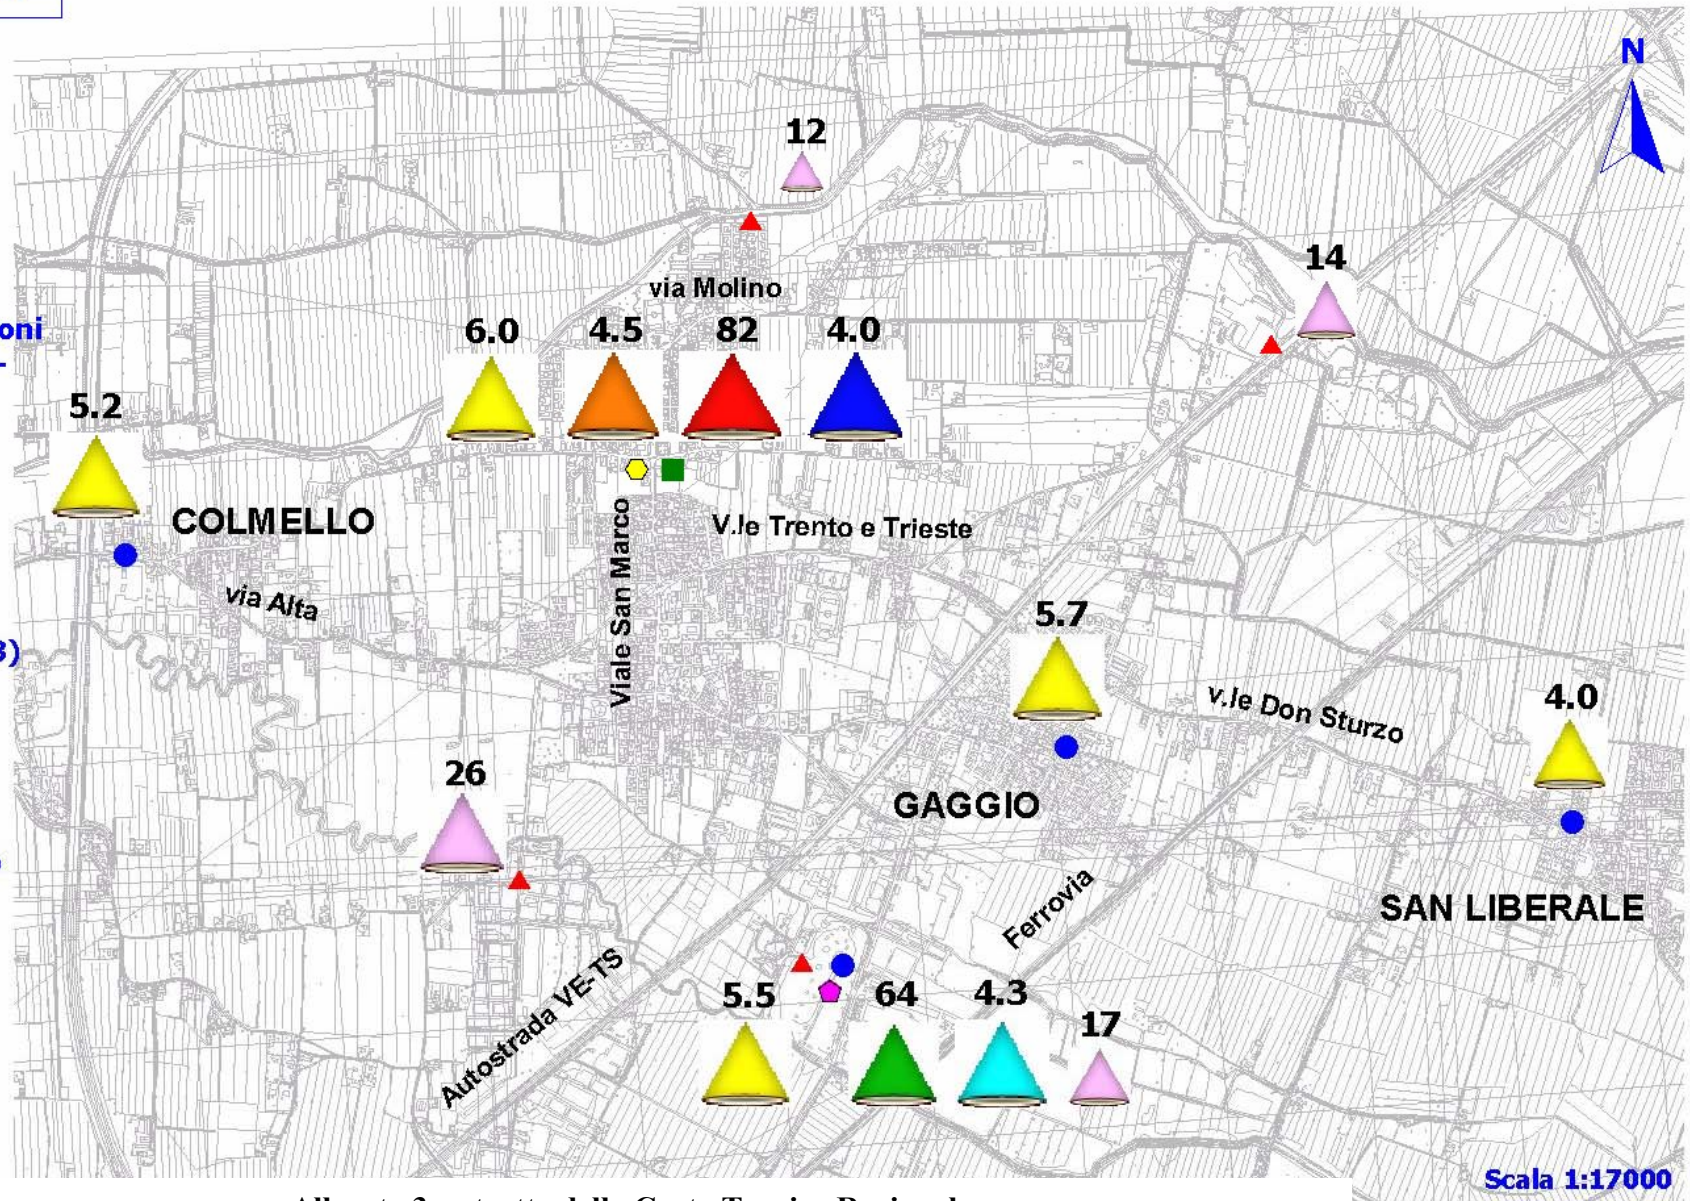 N
12
14
via Molino
oni
6.0
4.5
82
4.0
5.2
COLMELLO
V.le Trento e Trieste
Viale San Marco
via Alta
5.7
3)
v.le Don Sturzo
4.0
26
GAGGIO
Ferrovia
SAN LIBERALE
Autostrada VE-TS
5.5
64
4.3
17
Scala 1:17000